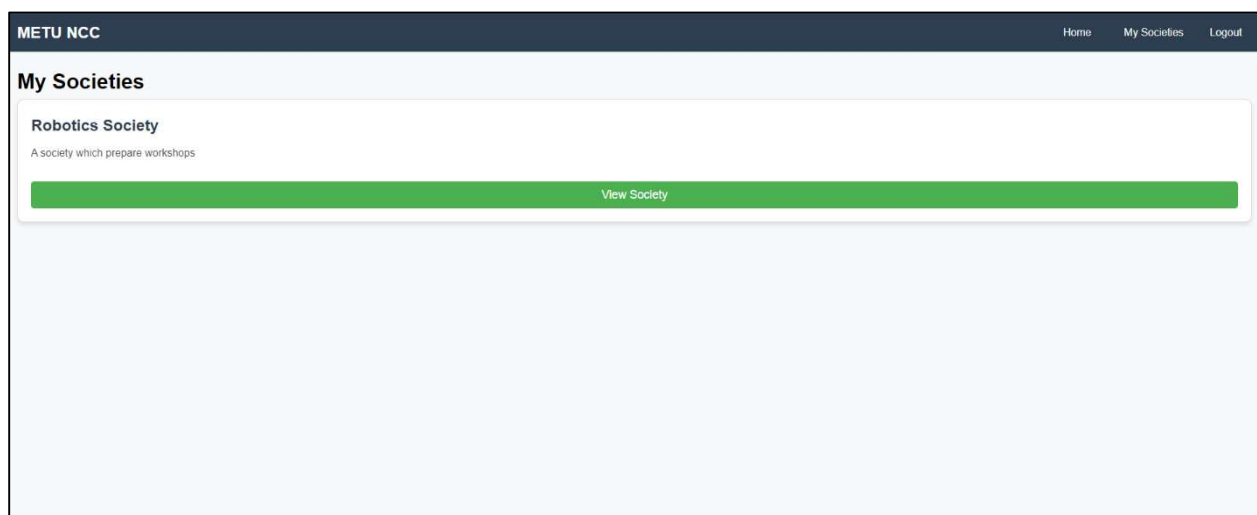 METU NCC
Home My Societies Logout
My Societies
Robotics Society
A society which prepare workshops
View Society